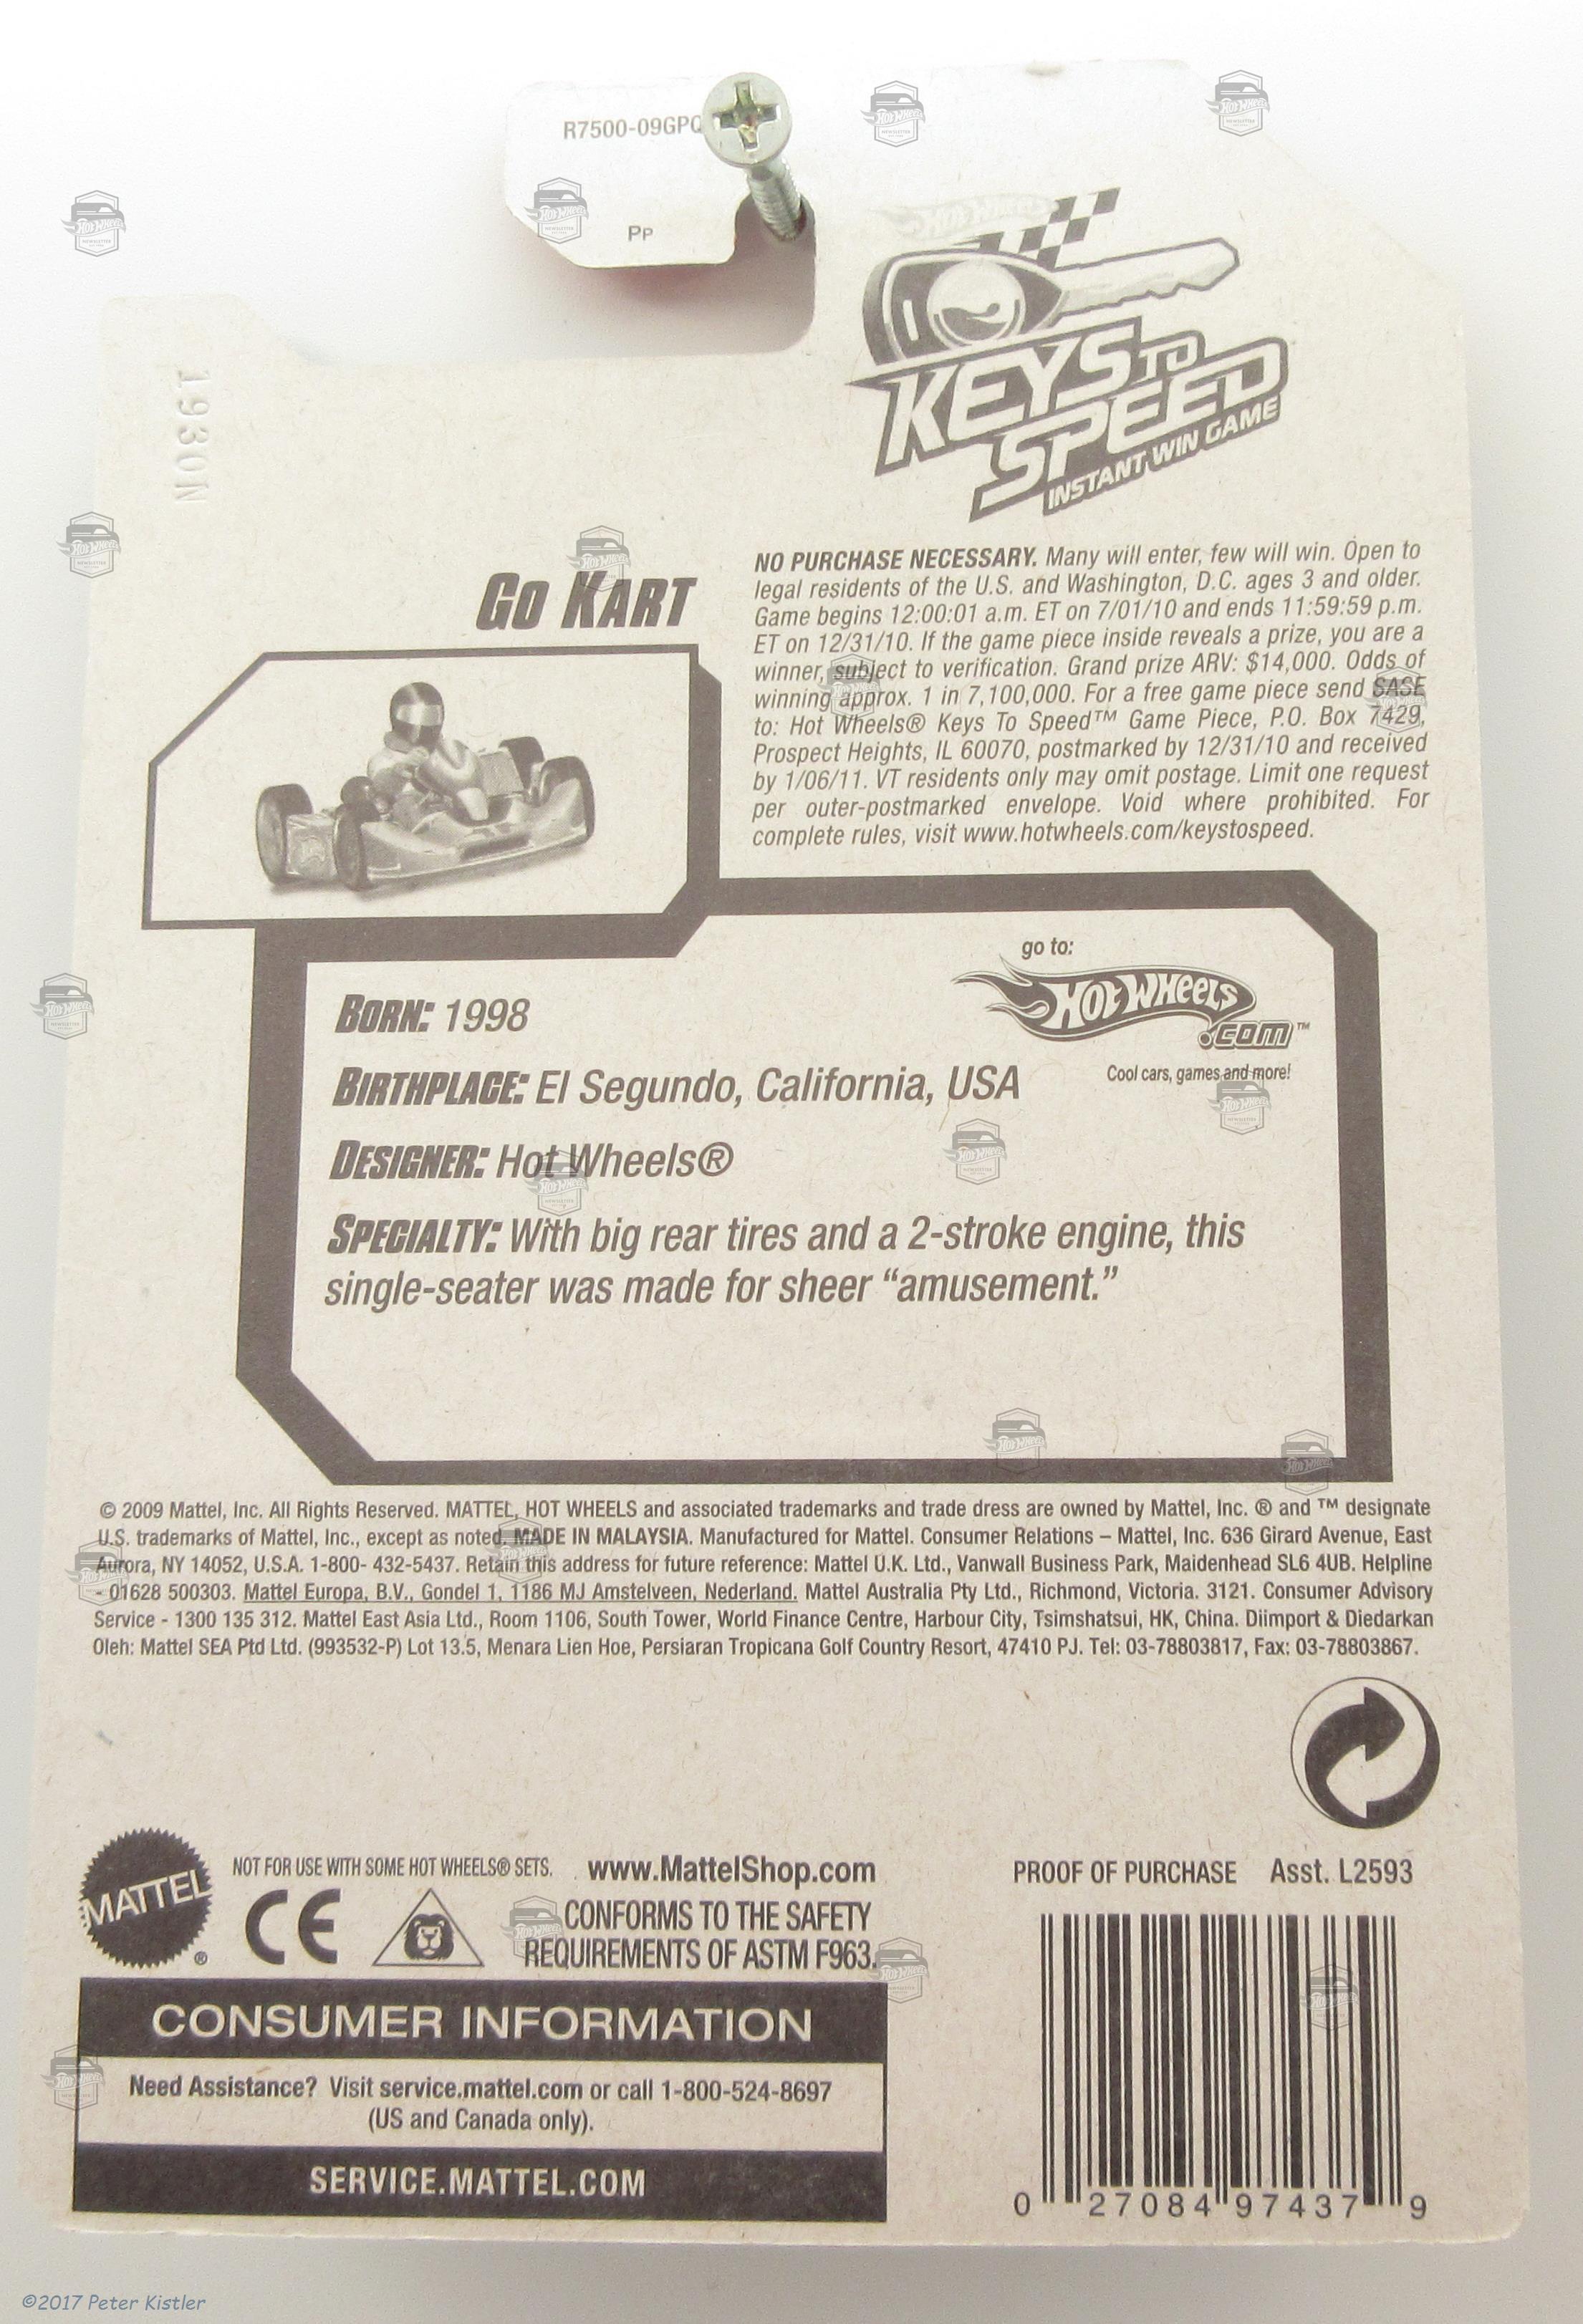 R7500-09GP
PP
193ON
KEYS TO
SPEED
INSTANT WIN GAME
NO PURCHASE NECESSARY. Many will enter, few will win. Open to
legal residents of the U.S. and Washington, D.C. ages 3 and older.
Game begins 12:00:01 a.m. ET on 7/01/10 and ends 11:59:59 p.m.
ET on 12/31/10. If the game piece inside reveals a prize, you are a
winner, subject to verification. Grand prize ARV: $14,000. Odds of
winning approx. 1 in 7,100,000. For a free game piece send SASE
to: Hot Wheels® Keys To Speed™ Game Piece, P.O. Box 7429,
Prospect Heights, IL 60070, postmarked by 12/31/10 and received
by 1/06/11. VT residents only may omit postage. Limit one request
per outer-postmarked envelope. Void where prohibited. For
complete rules, visit www.hotwheels.com/keystospeed.
GO KART
go to:
HOT WHEELS
.COM™
Cool cars, games and more!
BORN: 1998
BIRTHPLACE: El Segundo, California, USA
DESIGNER: Hot Wheels®
SPECIALTY: With big rear tires and a 2-stroke engine, this
single-seater was made for sheer “amusement.”
© 2009 Mattel, Inc. All Rights Reserved. MATTEL, HOT WHEELS and associated trademarks and trade dress are owned by Mattel, Inc. ® and ™ designate
U.S. trademarks of Mattel, Inc., except as noted. MADE IN MALAYSIA. Manufactured for Mattel. Consumer Relations – Mattel, Inc. 636 Girard Avenue, East
Aurora, NY 14052, U.S.A. 1-800- 432-5437. Retain this address for future reference: Mattel U.K. Ltd., Vanwall Business Park, Maidenhead SL6 4UB. Helpline
- 01628 500303. Mattel Europa, B.V., Gondel 1, 1186 MJ Amstelveen, Nederland. Mattel Australia Pty Ltd., Richmond, Victoria. 3121. Consumer Advisory
Service - 1300 135 312. Mattel East Asia Ltd., Room 1106, South Tower, World Finance Centre, Harbour City, Tsimshatsui, HK, China. Diimport & Diedarkan
Oleh: Mattel SEA Ptd Ltd. (993532-P) Lot 13.5, Menara Lien Hoe, Persiaran Tropicana Golf Country Resort, 47410 PJ. Tel: 03-78803817, Fax: 03-78803867.
MATTEL®
NOT FOR USE WITH SOME HOT WHEELS® SETS. www.MattelShop.com
CE
CONFORMS TO THE SAFETY
REQUIREMENTS OF ASTM F963.
PROOF OF PURCHASE Asst. L2593
CONSUMER INFORMATION
Need Assistance? Visit service.mattel.com or call 1-800-524-8697
(US and Canada only).
SERVICE.MATTEL.COM
0 27084 97437 9
©2017 Peter Kistler